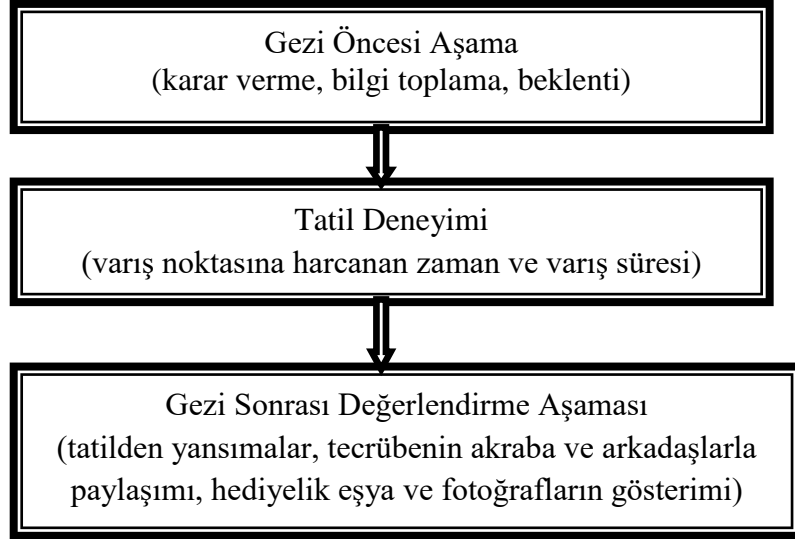 Gezi Öncesi Aşama
(karar verme, bilgi toplama, beklenti)
Tatil Deneyimi
(varış noktasına harcanan zaman ve varış süresi)
Gezi Sonrası Değerlendirme Aşaması
(tatilden yansımalar, tecrübenin akraba ve arkadaşlarla
paylaşımı, hediyelik eşya ve fotoğrafların gösterimi)